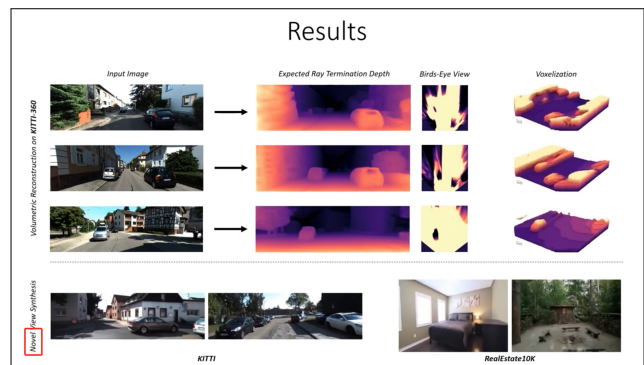 Results
Input Image
Expected Ray Termination Depth
Birds-Eye View
Voxelization
Volumetric Reconstruction on KITTI-360
Novel View Synthesis
KITTI
RealEstate10K